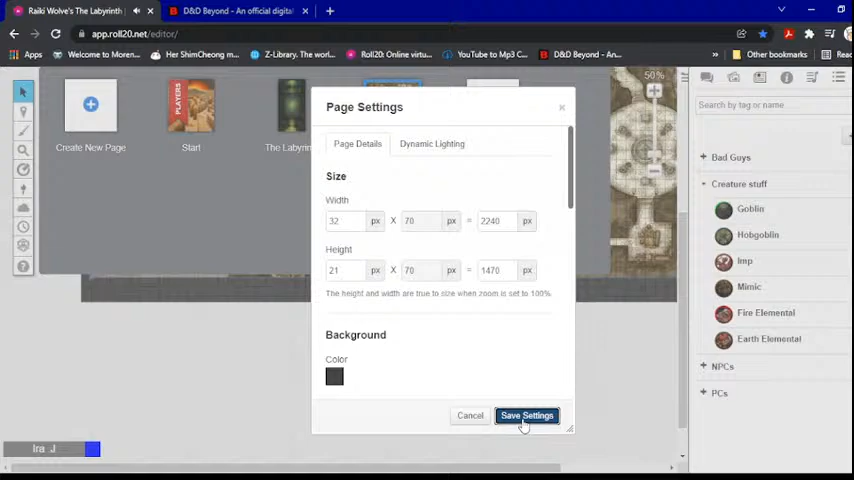 Raiki Wolve's The Labyrinth
D&D Beyond - An official digital
app.roll20.net/editor/
Apps
Welcome to Moren...
Her ShimCheong mo...
Z-Library. The worl...
Roll20: Online virtu...
YouTube to Mp3 C...
D&D Beyond - An...
»
Other bookmarks
Rea
PLAYERS
Create New Page
Start
The Labyrin
50%
Search by tag or name...
Page Settings
×
Page Details
Dynamic Lighting
Size
Width
32 px X 70 px = 2240 px
Height
21 px X 70 px = 1470 px
The height and width are true to size when zoom is set to 100%.
Background
Color
Cancel
Save Settings
Bad Guys
Creature stuff
Goblin
Hobgoblin
Imp
Mimic
Fire Elemental
Earth Elemental
NPCs
PCs
Ira .J